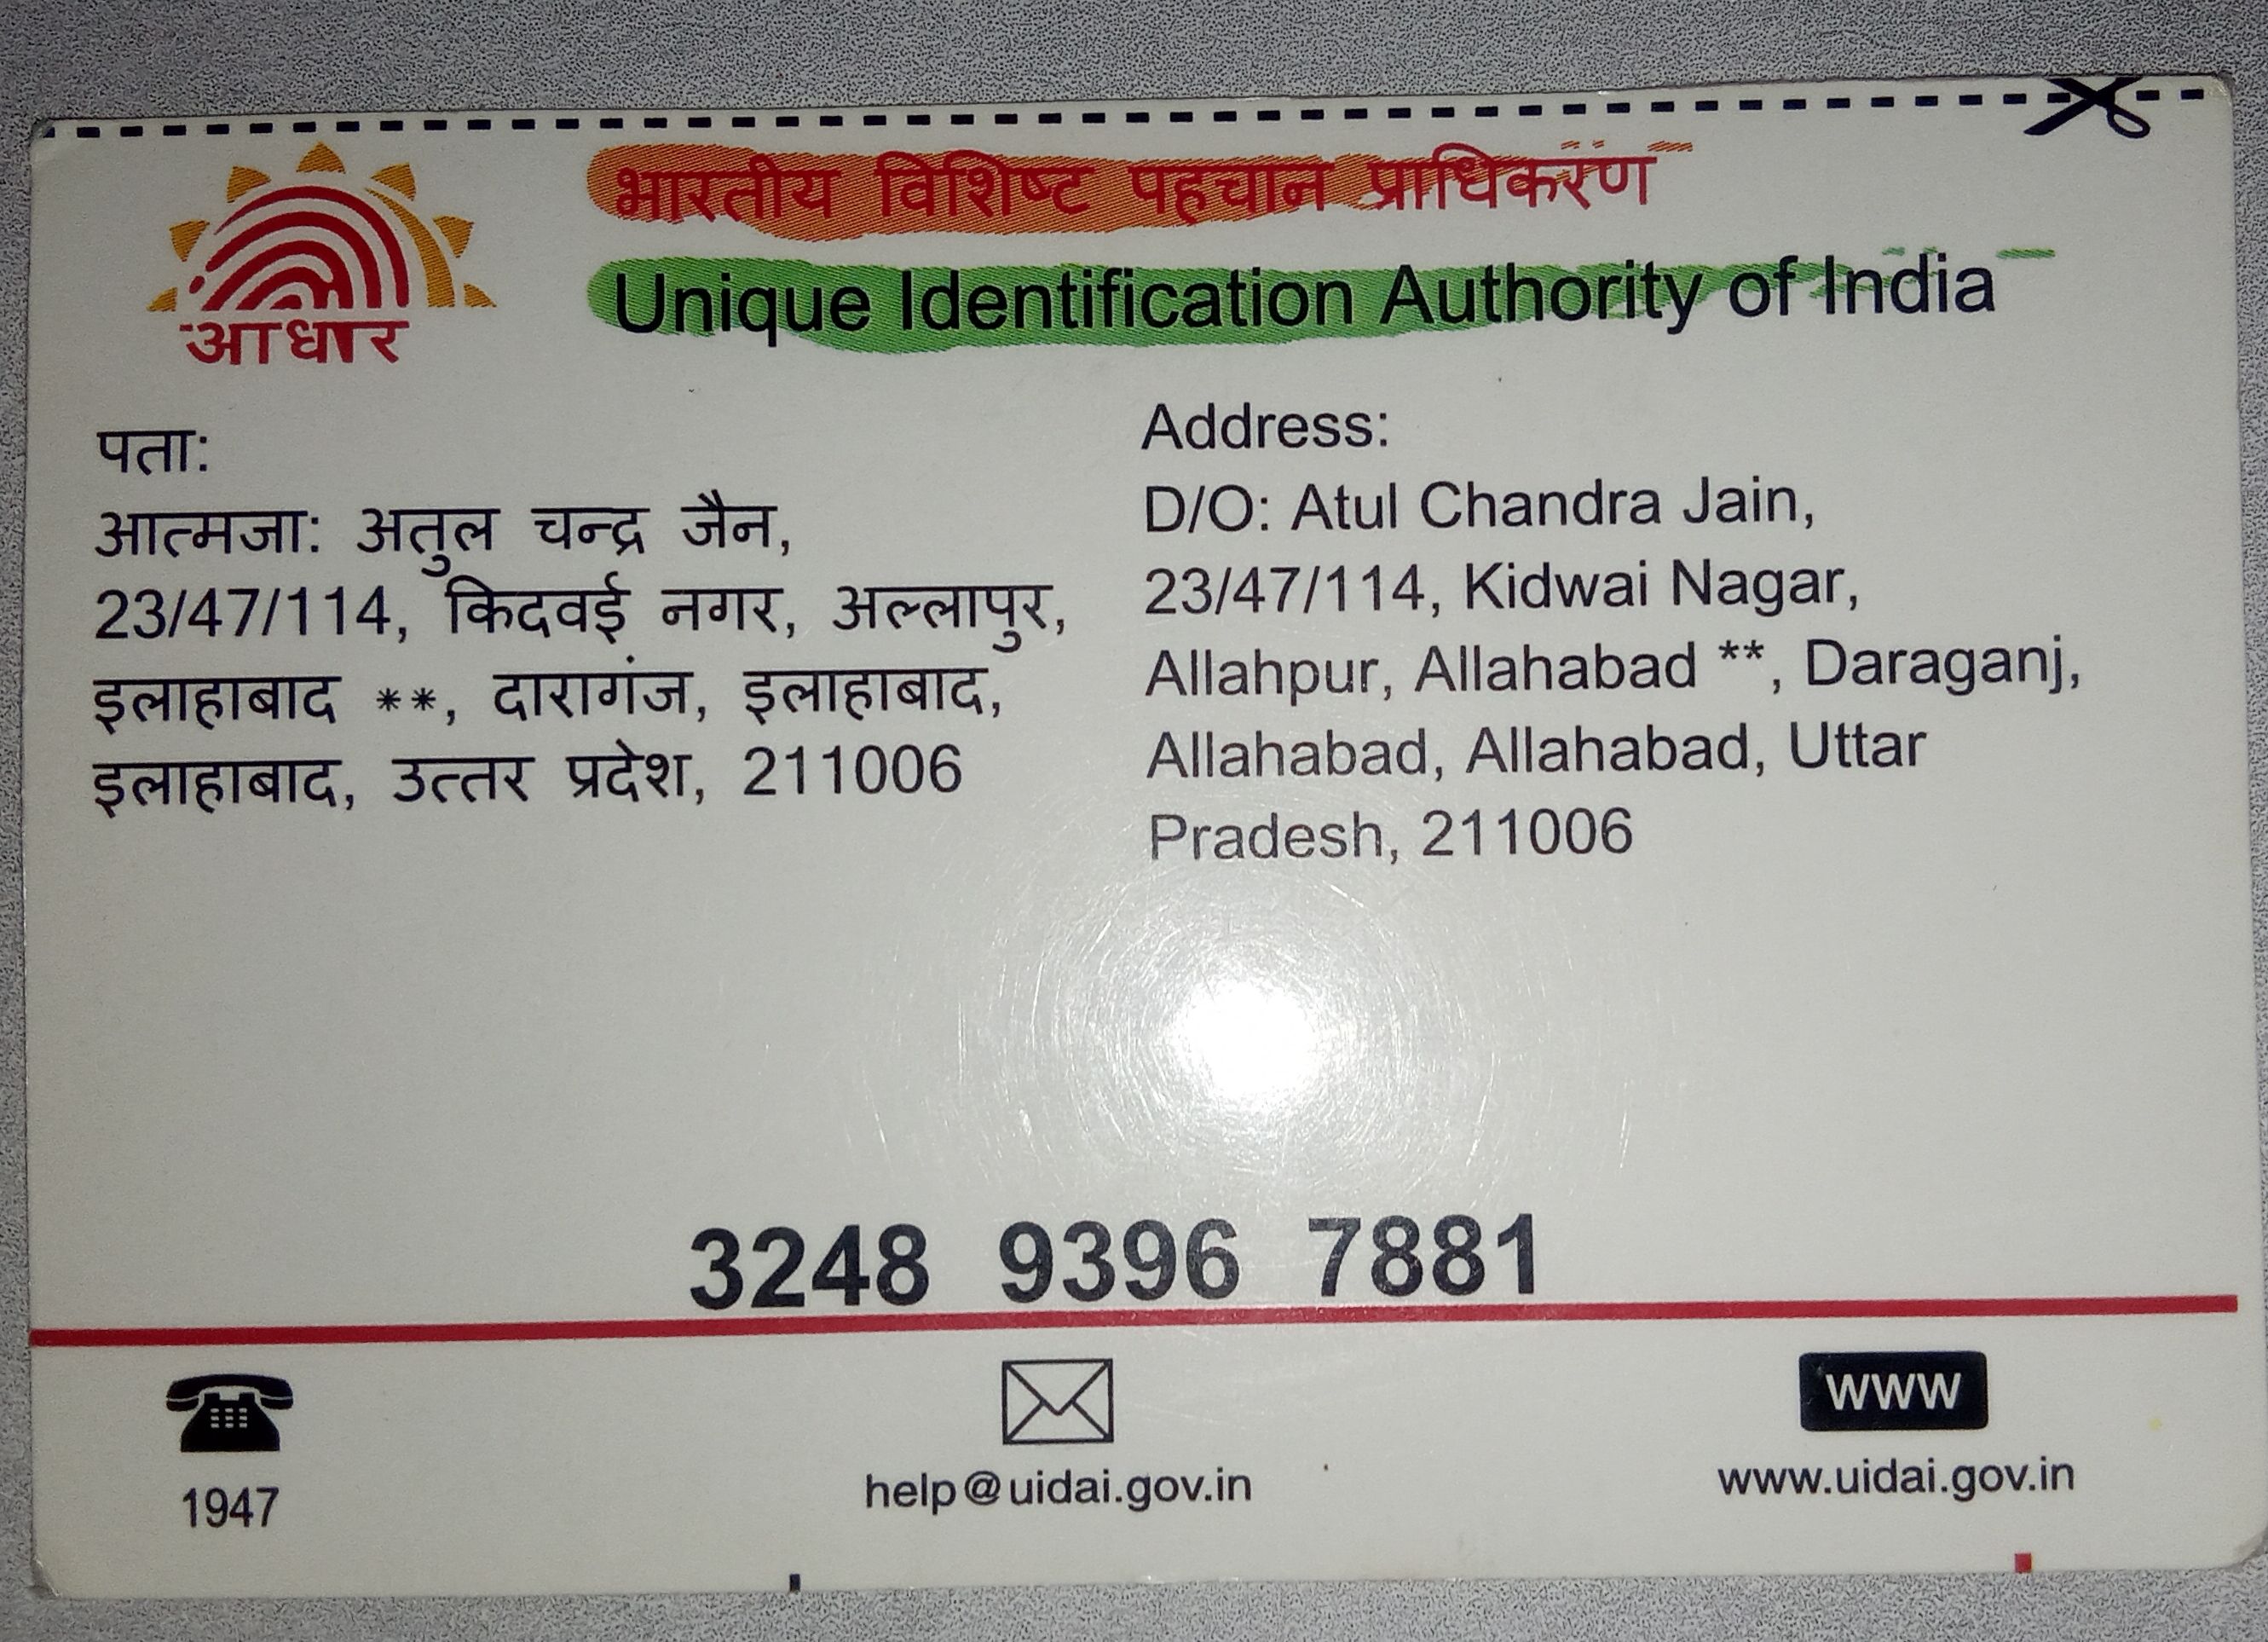 भारतीय विशिष्ट पहचान प्राधिकरण
Unique Identification Authority of India
आधार
पता:
आत्मजा: अतुल चन्द्र जैन,
23/47/114, किदवई नगर, अल्लापुर,
इलाहाबाद **, दारागंज, इलाहाबाद,
इलाहाबाद, उत्तर प्रदेश, 211006
Address:
D/O: Atul Chandra Jain,
23/47/114, Kidwai Nagar,
Allahpur, Allahabad **, Daraganj,
Allahabad, Allahabad, Uttar
Pradesh, 211006
3248 9396 7881
1947
help@uidai.gov.in
www
www.uidai.gov.in